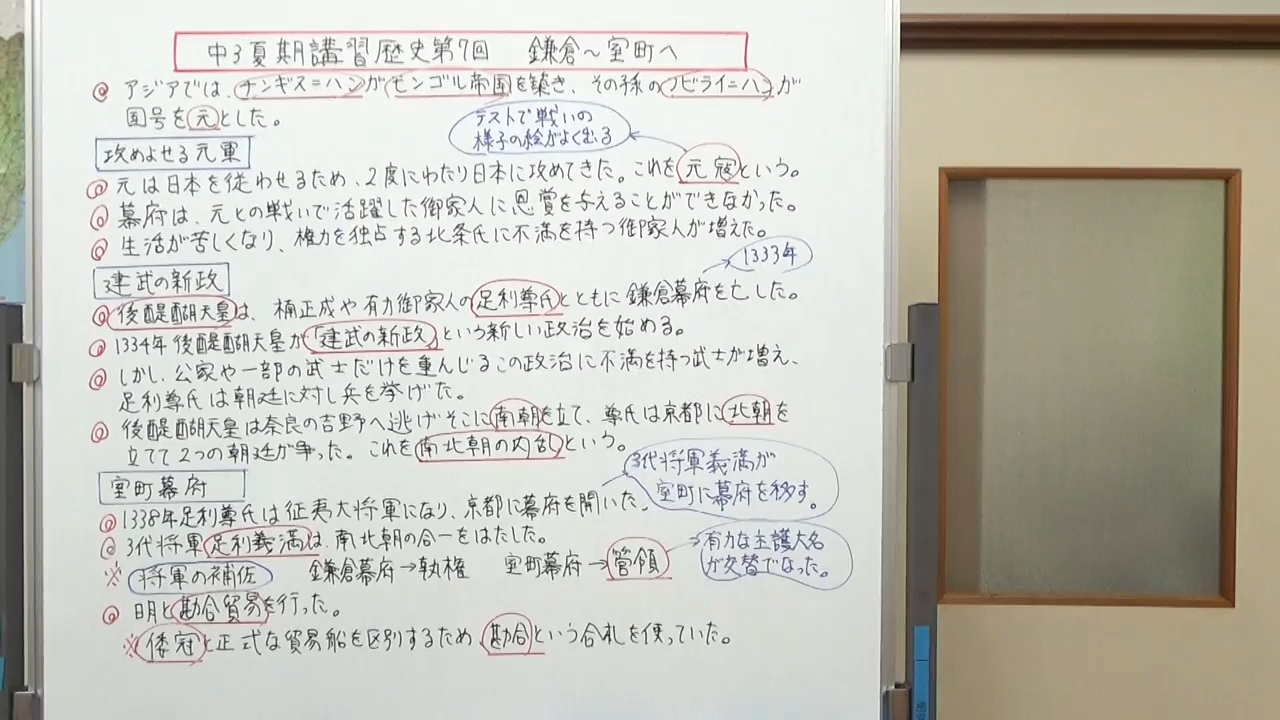 中3夏期講習歴史第7回 鎌倉～室町へ
◎ アジアでは、チンギス=ハンがモンゴル帝国を築き、その孫のフビライ=ハンが
国号を元とした。
テストで戦いの
様子の絵がよく出る
攻めよせる元軍
◎ 元は日本を従わせるため、2度にわたり日本に攻めてきた。これを元寇という。
◎ 幕府は、元との戦いで活躍した御家人に恩賞を与えることができなかった。
◎ 生活が苦しくなり、権力を独占する北条氏に不満を持つ御家人が増えた。
1333年
建武の新政
◎ 後醍醐天皇は、楠正成や有力御家人の足利尊氏とともに鎌倉幕府を亡した。
◎ 1334年後醍醐天皇が「建武の新政」という新しい政治を始める。
◎ しかし、公家や一部の武士だけを重んじるこの政治に不満を持つ武士が増え、
足利尊氏は朝廷に対し兵を挙げた。
◎ 後醍醐天皇は奈良の吉野へ逃げそこに南朝を立て、尊氏は京都に北朝を
立てて2つの朝廷が争った。これを南北朝の内乱という。
3代将軍義満が
室町に幕府を移す。
室町幕府
◎ 1338年足利尊氏は征夷大将軍になり、京都に幕府を開いた。
◎ 3代将軍足利義満は、南北朝の合一をはたした。
※ 将軍の補佐 鎌倉幕府→執権 室町幕府→管領
有力な主護大名
が交替でなった。
◎ 明と勘合貿易を行った。
※倭寇と正式な貿易船を区別するため、勘合という合札を使っていた。